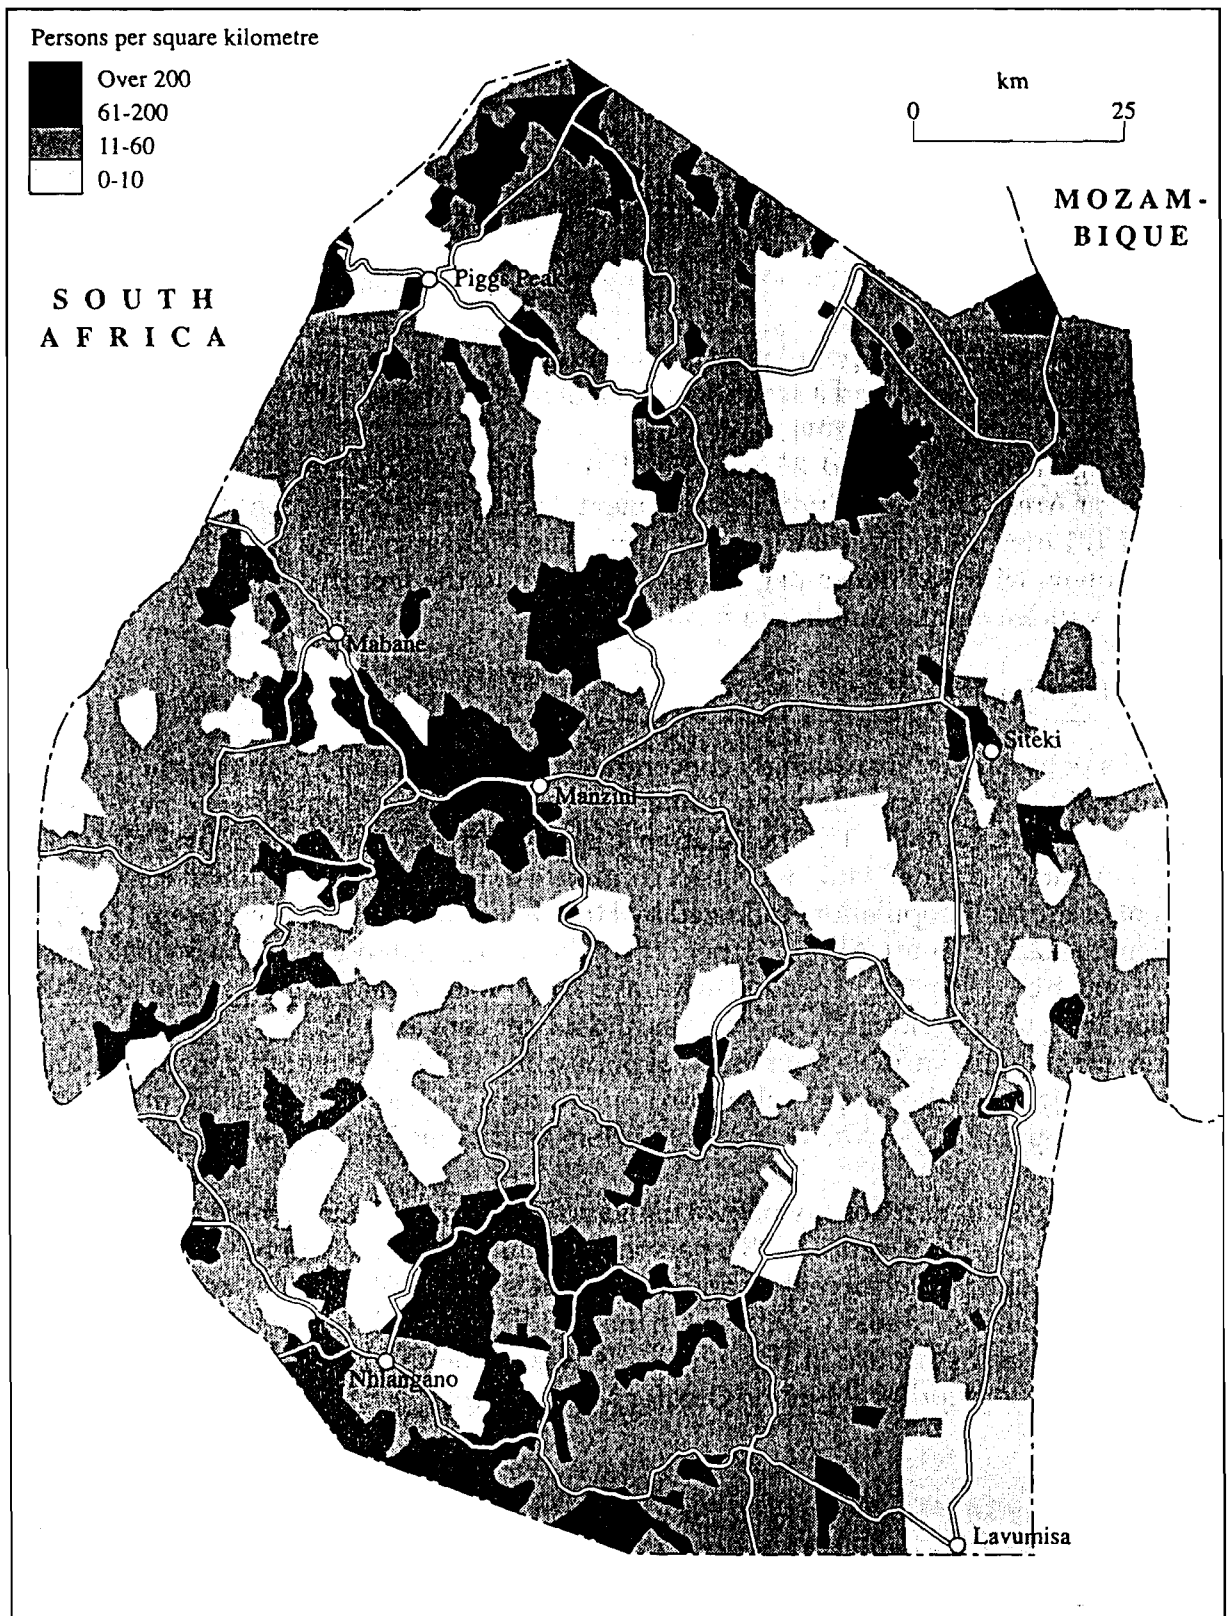 Persons per square kilometre
Over 200
61-200
11-60
0-10
km
0 25
MOZAM-
BIQUE
SOUTH
AFRICA
Piggs Peak
Mabane
Siteki
Manzini
Nhlangano
Lavumisa